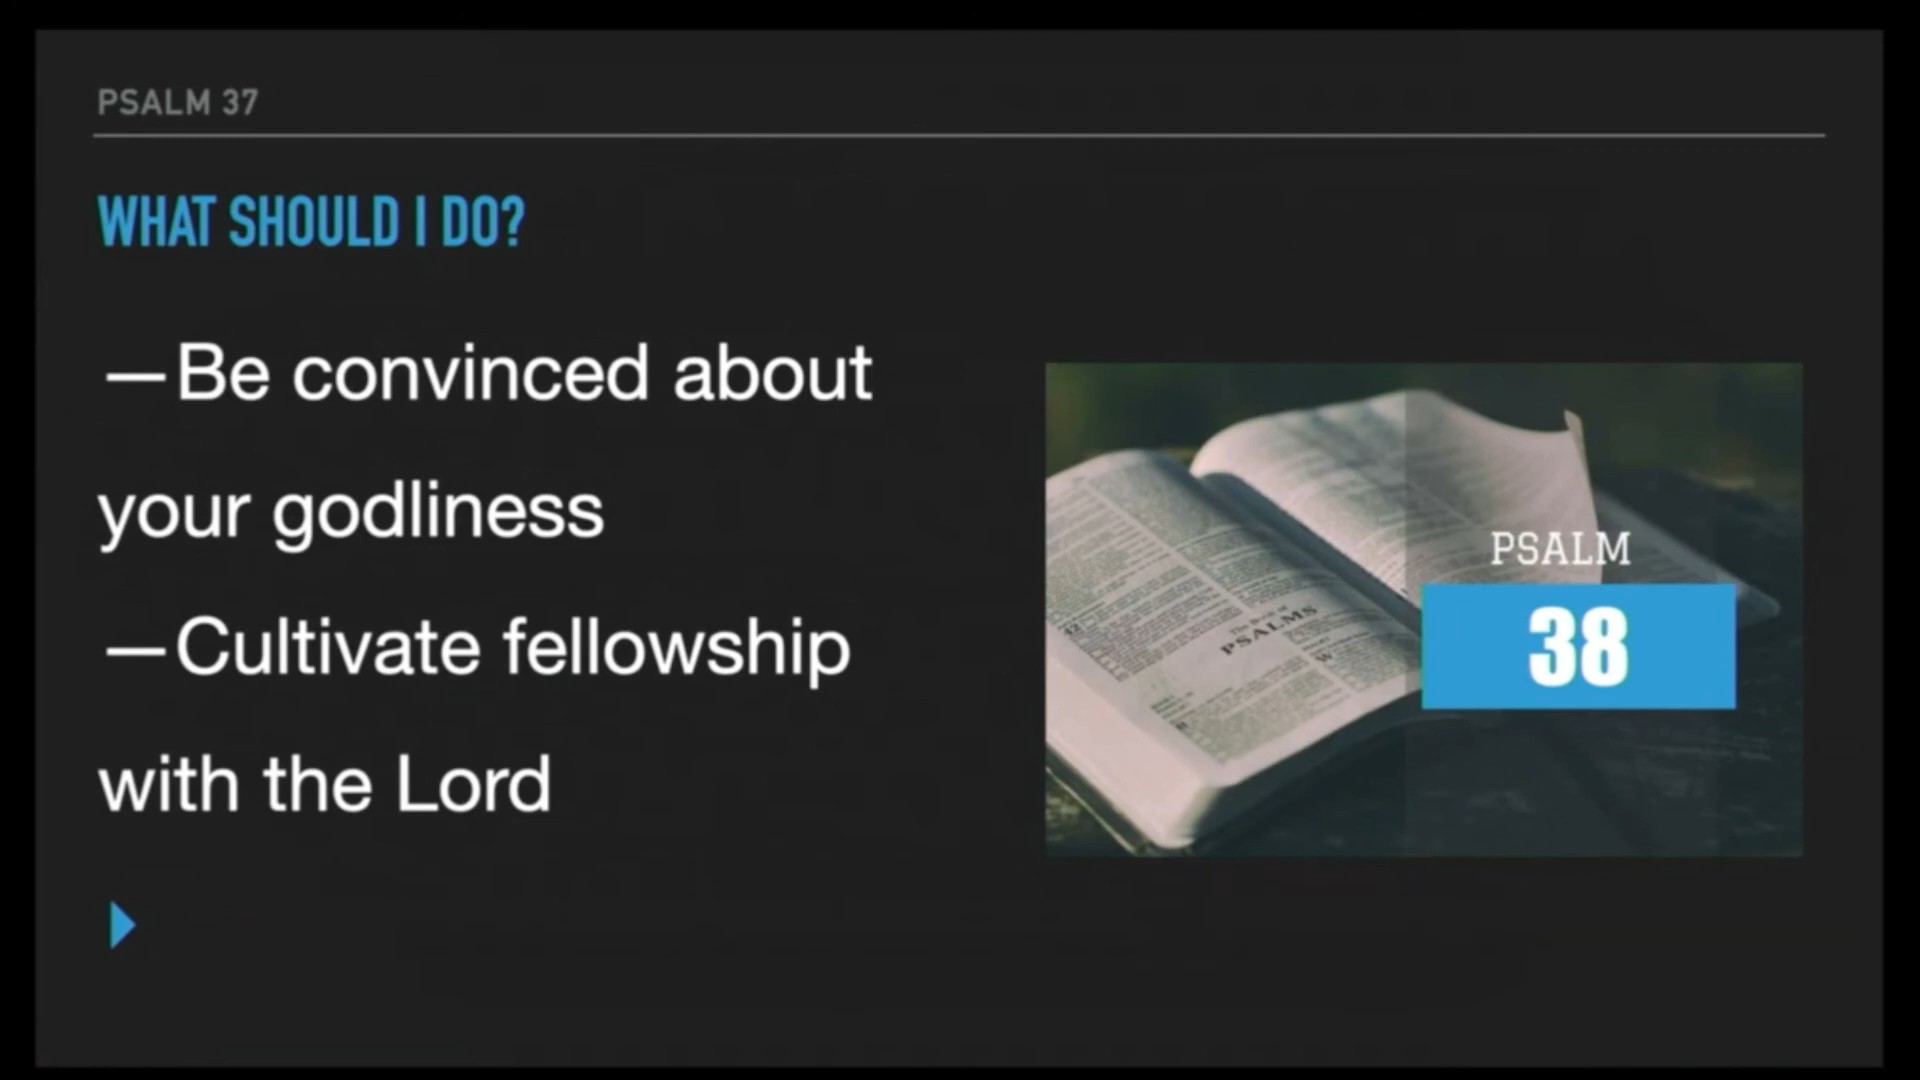 PSALM 37
WHAT SHOULD I DO?
—Be convinced about
your godliness
—Cultivate fellowship
with the Lord
PSALM
38
PSALMS